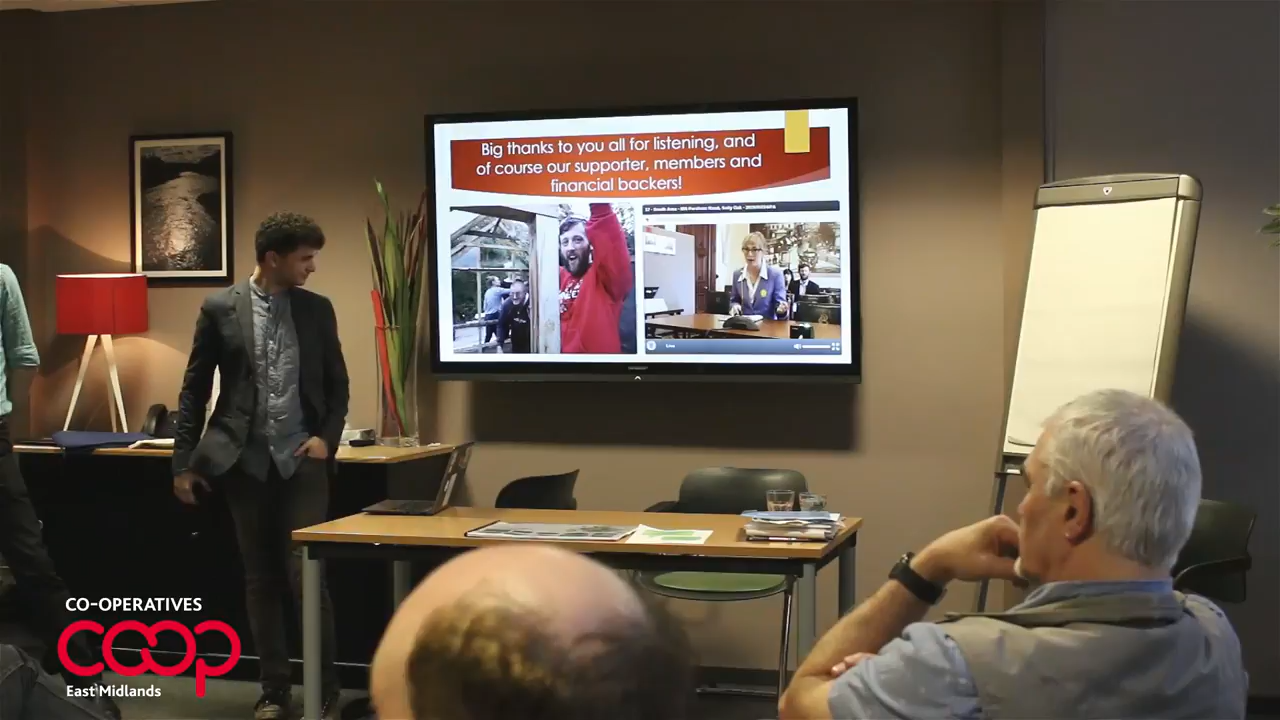 Big thanks to you all for listening, and
of course our supporter, members and
financial backers!
Live
CO-OPERATIVES
coop
East Midlands